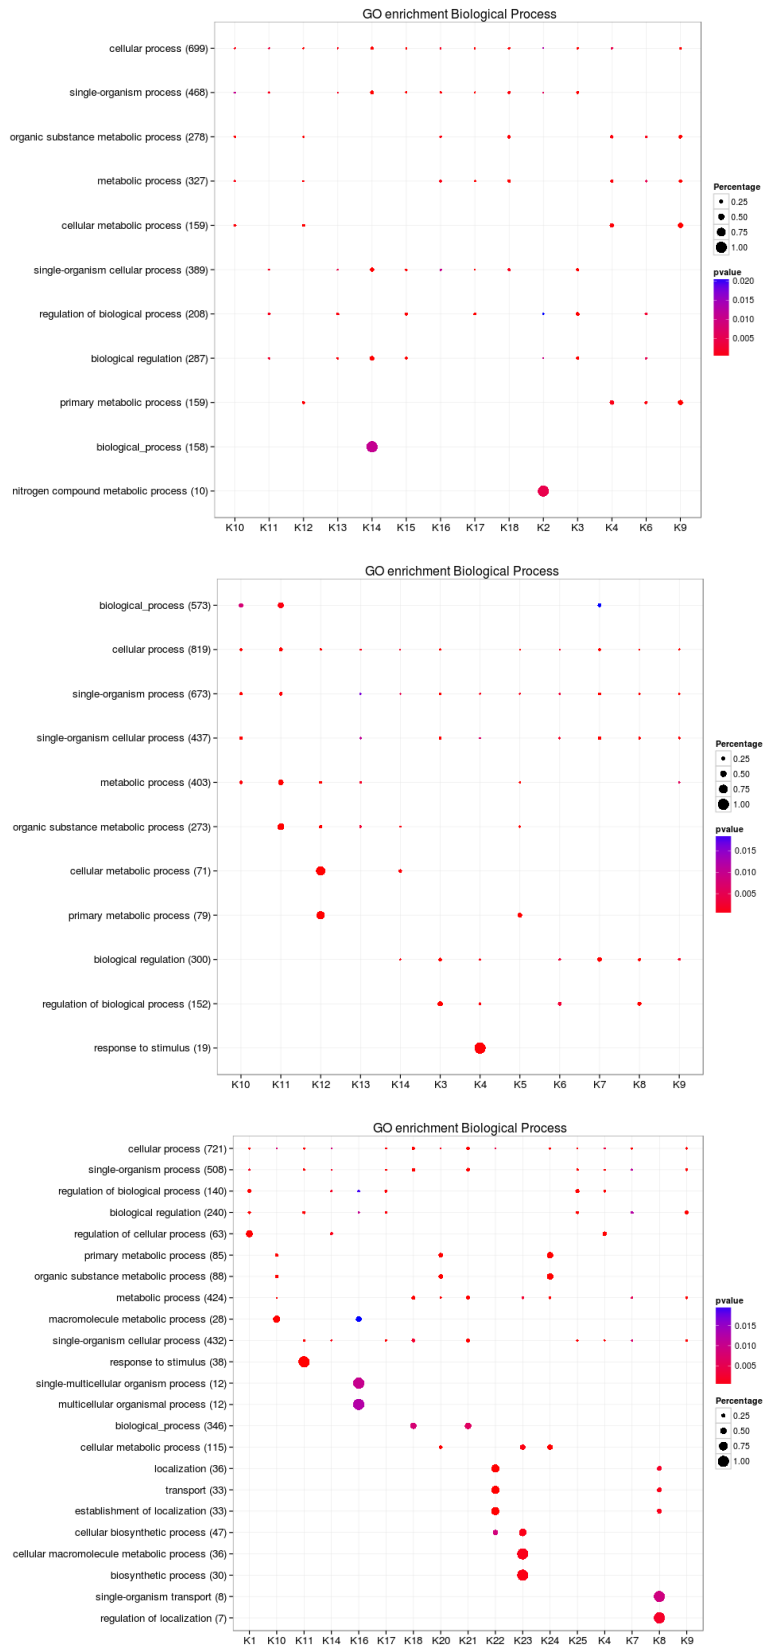 GO enrichment Biological Process
cellular process (699)
single-organism process (468)
organic substance metabolic process (278)
metabolic process (327)
cellular metabolic process (159)
single-organism cellular process (389)
regulation of biological process (208)
biological regulation (287)
primary metabolic process (159)
biological_process (158)
nitrogen compound metabolic process (10)
K10 K11 K12 K13 K14 K15 K16 K17 K18 K2 K3 K4 K6 K9
Percentage
0.25
0.50
0.75
1.00
pvalue
0.020
0.015
0.010
0.005
GO enrichment Biological Process
biological_process (573)
cellular process (819)
single-organism process (673)
single-organism cellular process (437)
metabolic process (403)
organic substance metabolic process (273)
cellular metabolic process (71)
primary metabolic process (79)
biological regulation (300)
regulation of biological process (152)
response to stimulus (19)
K10 K11 K12 K13 K14 K3 K4 K5 K6 K7 K8 K9
Percentage
0.25
0.50
0.75
1.00
pvalue
0.015
0.010
0.005
GO enrichment Biological Process
cellular process (721)
single-organism process (508)
regulation of biological process (140)
biological regulation (240)
regulation of cellular process (63)
primary metabolic process (85)
organic substance metabolic process (88)
metabolic process (424)
macromolecule metabolic process (28)
single-organism cellular process (432)
response to stimulus (38)
single-multicellular organism process (12)
multicellular organismal process (12)
biological_process (346)
cellular metabolic process (115)
localization (36)
transport (33)
establishment of localization (33)
cellular biosynthetic process (47)
cellular macromolecule metabolic process (36)
biosynthetic process (30)
single-organism transport (8)
regulation of localization (7)
K1 K10 K11 K14 K16 K17 K18 K20 K21 K22 K23 K24 K25 K4 K7 K8 K9
pvalue
0.015
0.010
0.005
Percentage
0.25
0.50
0.75
1.00